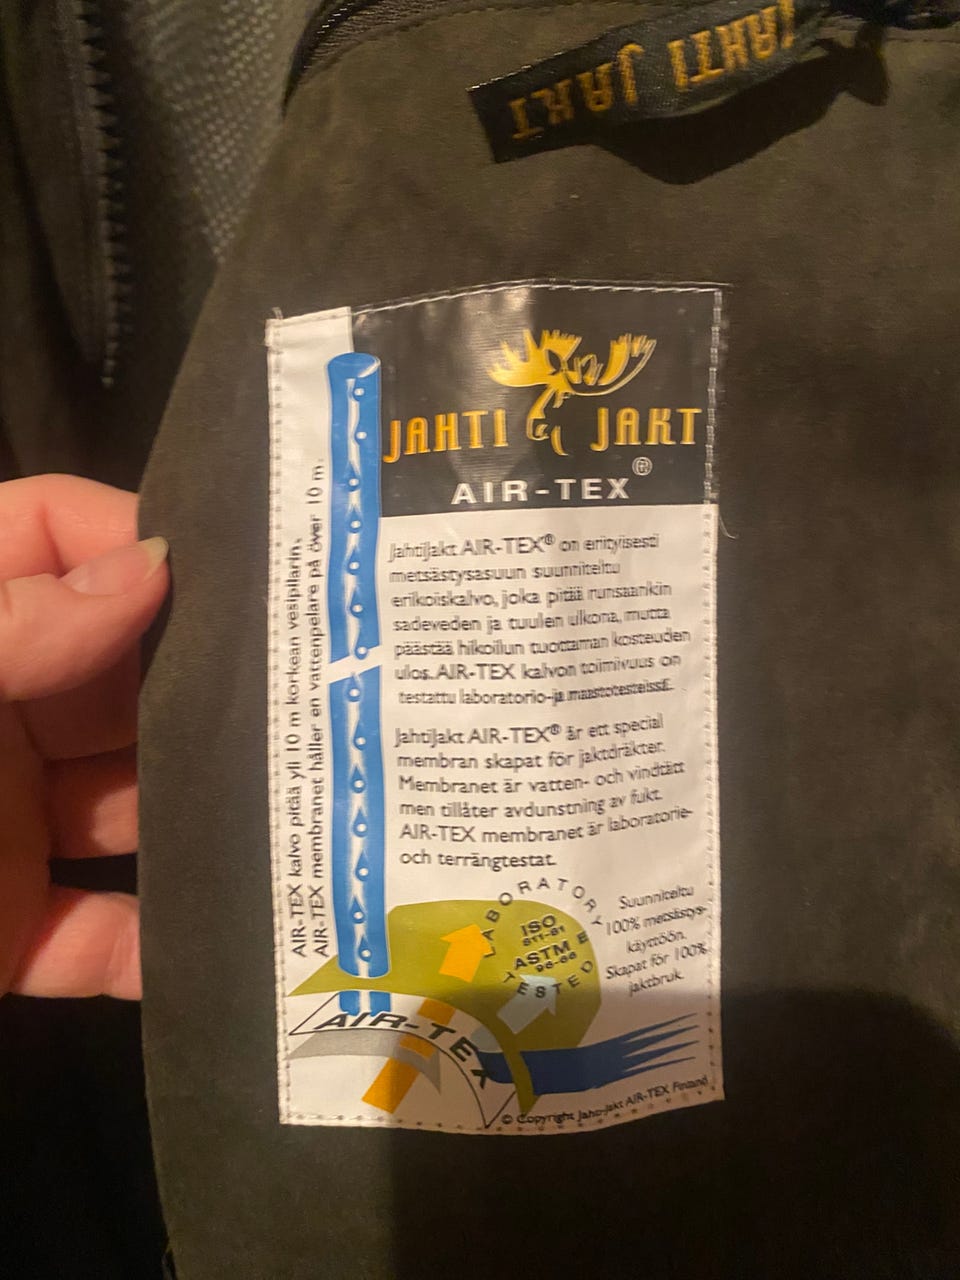 JAHTI JAKT
JAHTI JAKT
AIR-TEX®
AIR-TEX kalvo pitää yli 10 m korkean vesipilarin.
AIR-TEX membranet håller en vattenpelare på över 10 m.
JahtiJakt AIR-TEX® on erityisesti
metsästysasuun suunniteltu
erikoiskalvo, joka pitää runsaankin
sadeveden ja tuulen ulkona, mutta
päästää hikoilun tuottaman kosteuden
ulos. AIR-TEX kalvon toimivuus on
testattu laboratorio-ja maastotesteissä.
JahtiJakt AIR-TEX® är ett special
membran skapat för jaktdräkter.
Membranet är vatten- och vindtätt
men tillåter avdunstning av fukt.
AIR-TEX membranet är laboratorie-
och terrängtestat.
LABORATORY
ISO
811-81
ASTM E
96-66
TESTED
Suunniteltu
100% metsästys-
käyttöön.
Skapat för 100%
jaktbruk.
AIR-TEX
© Copyright Jahti-Jakt AIR-TEX Finland